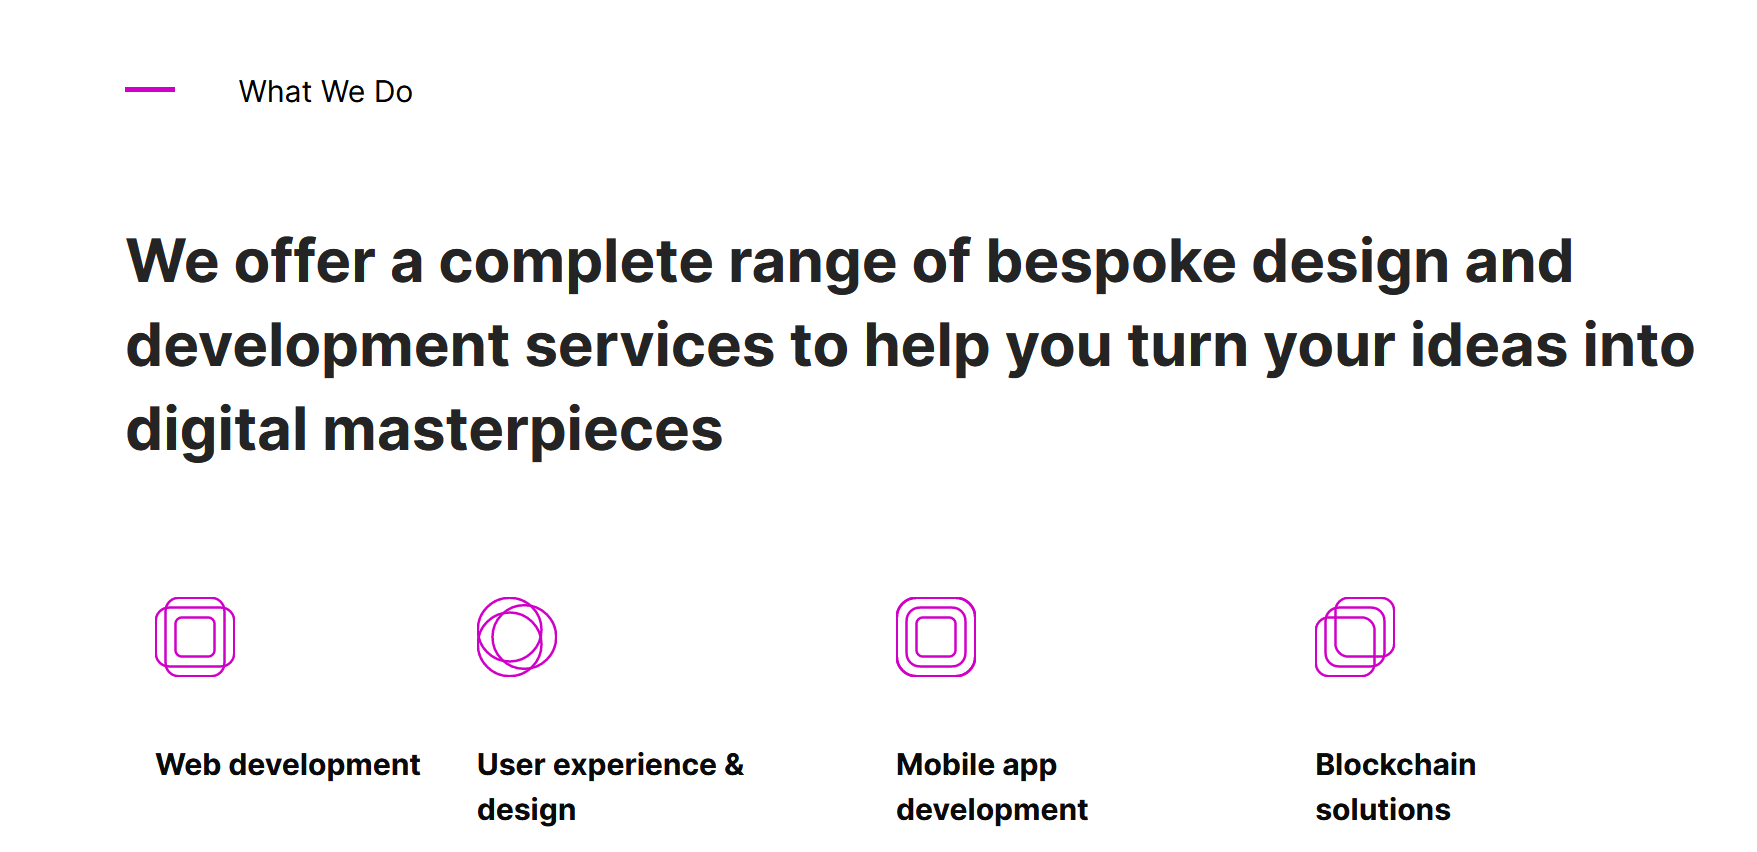 What We Do
We offer a complete range of bespoke design and
development services to help you turn your ideas into
digital masterpieces
Web development
User experience &
design
Mobile app
development
Blockchain
solutions